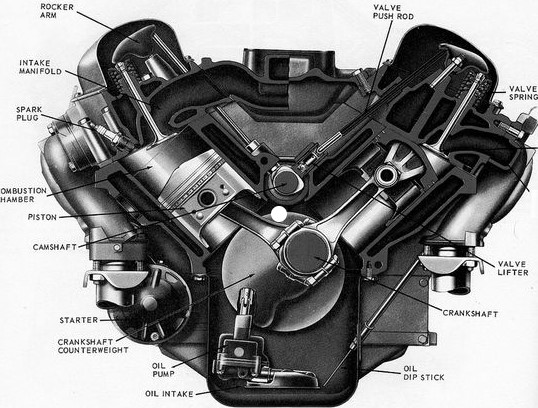 ROCKER
ARM
INTAKE
MANIFOLD
SPARK
PLUG
OMBUSTION
HAMBER
PISTON
CAMSHAFT
STARTER
CRANKSHAFT
COUNTERWEIGHT
OIL
PUMP
OIL INTAKE
VALVE
PUSH ROD
VALVE
SPRING
VALVE
LIFTER
CRANKSHAFT
OIL
DIP STICK